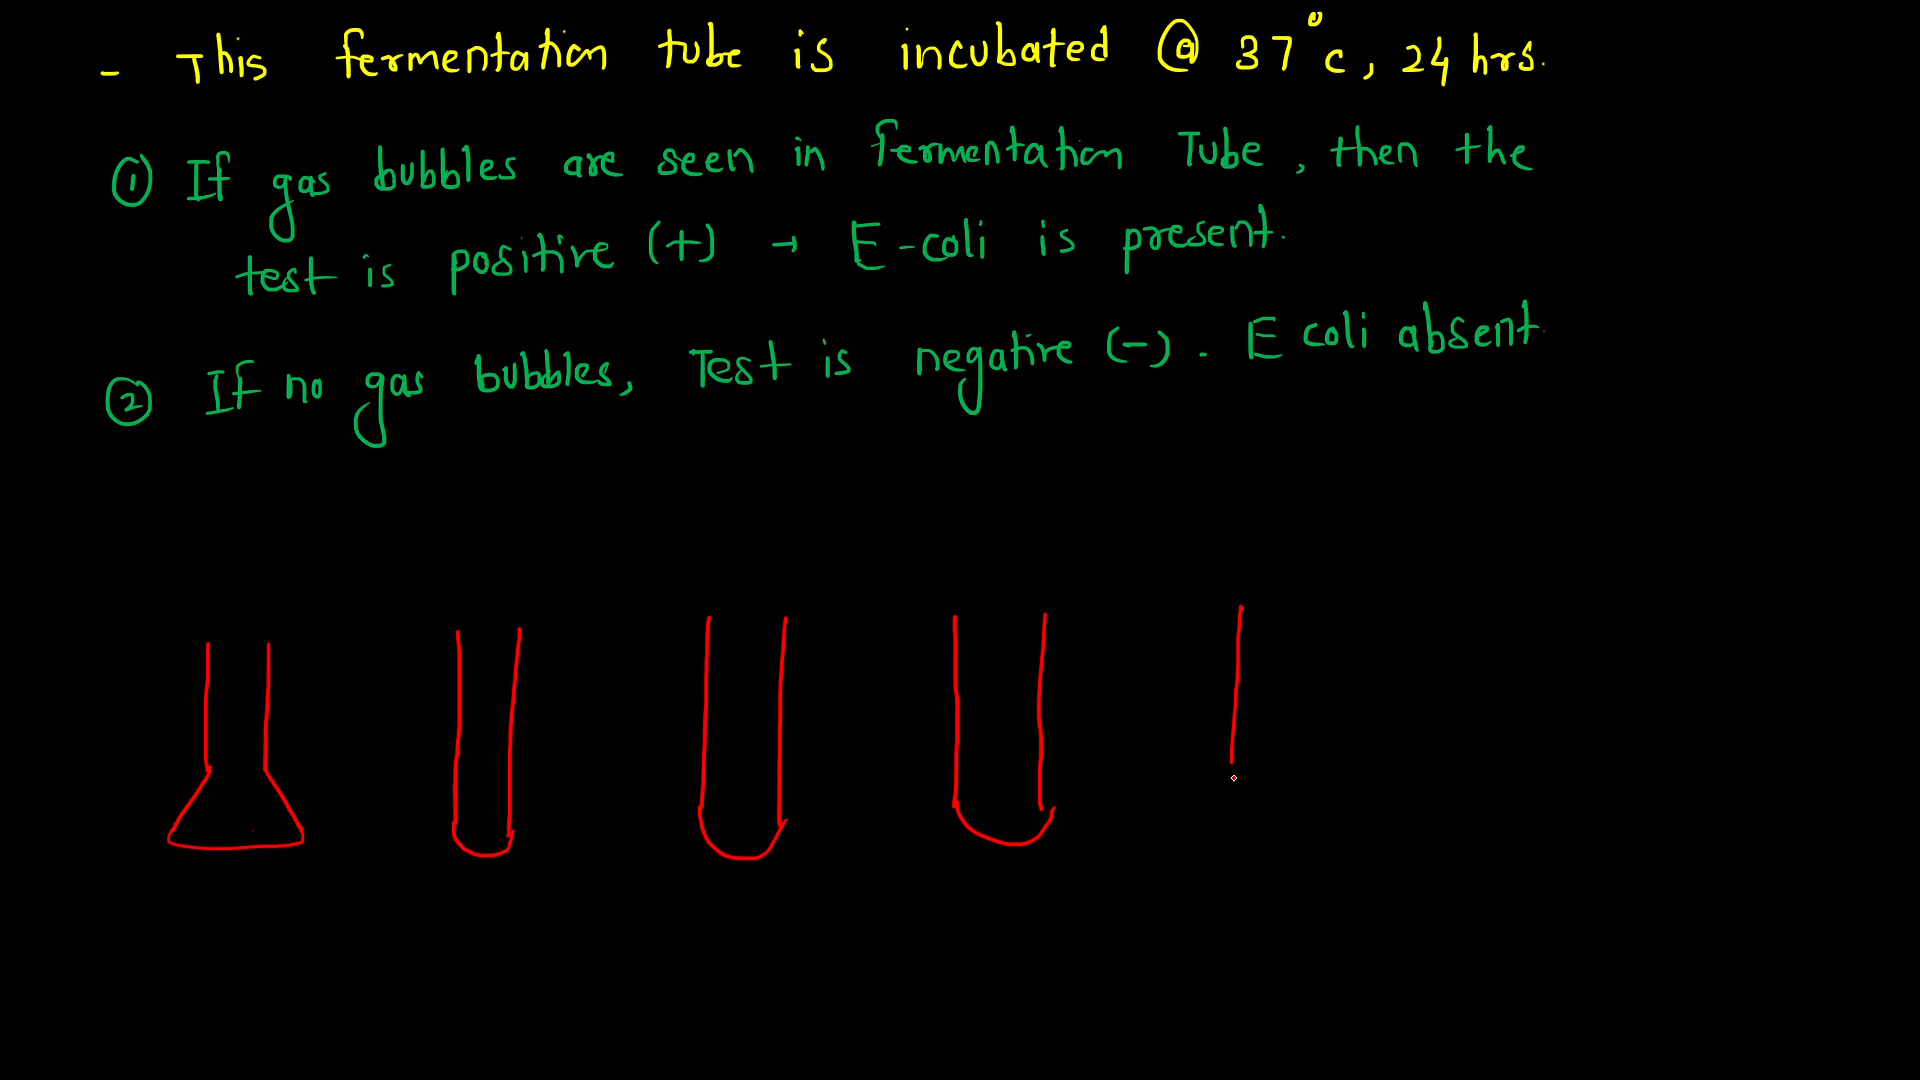 - This fermentation tube is incubated @ 37°c, 24 hrs.
① If gas bubbles are seen in fermentation Tube, then the
test is positive (+) → E-coli is present.
② If no gas bubbles, Test is negative (-). E coli absent.